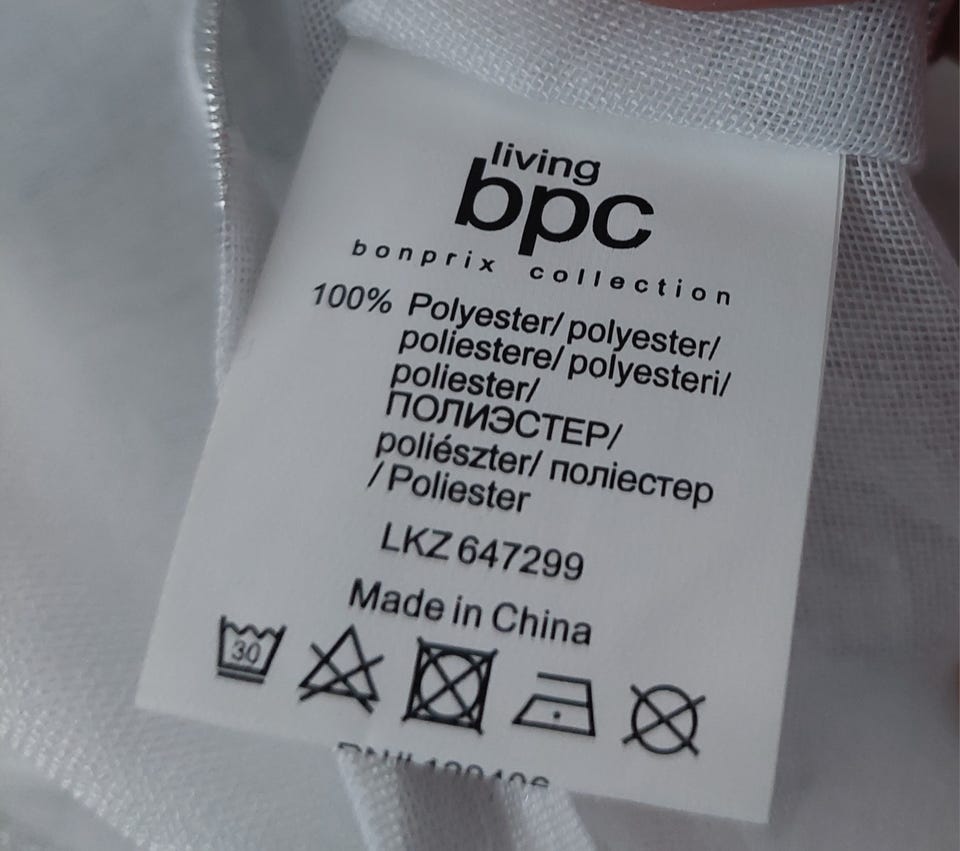 living
bpc
bonprix collection
100% Polyester/ polyester/
poliestere/ polyesteri/
poliester/
ПОЛИЭСТЕР/
poliészter/ поліестер
/ Poliester
LKZ 647299
Made in China
30